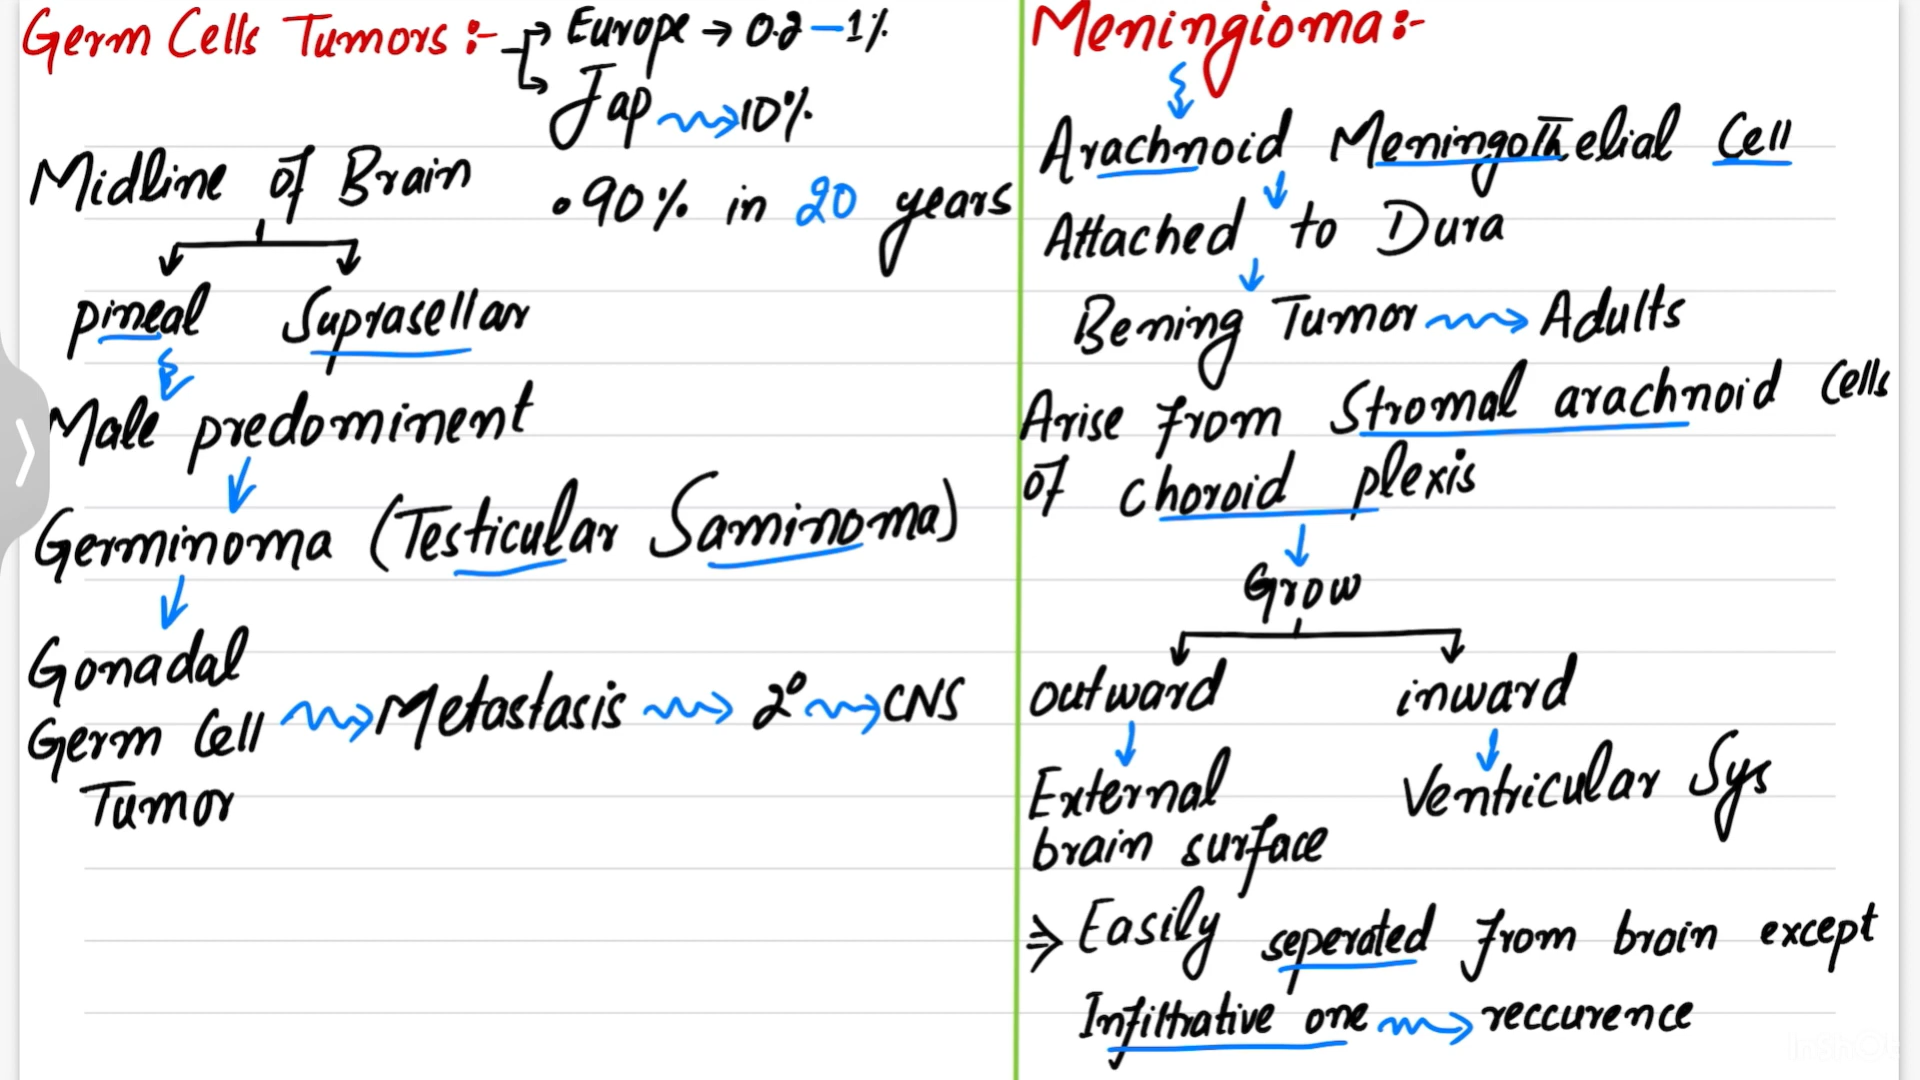 Germ Cells Tumors :- → Europe → 0.2 — 1%
→ Jap → 10%
Midline of Brain
• 90% in 20 years
pineal Suprasellar
Male predominent
Germinoma (Testicular Saminoma)
Gonadal
Germ Cell → Metastasis → 2° → CNS
Tumor
Meningioma :-
Arachnoid Meningothelial Cell
Attached to Dura
Bening Tumor → Adults
Arise from Stromal arachnoid Cells
of Choroid plexis
Grow
outward inward
External Ventricular Sys
brain surface
⇒ Easily seperated from brain except
Infiltrative one → reccurence